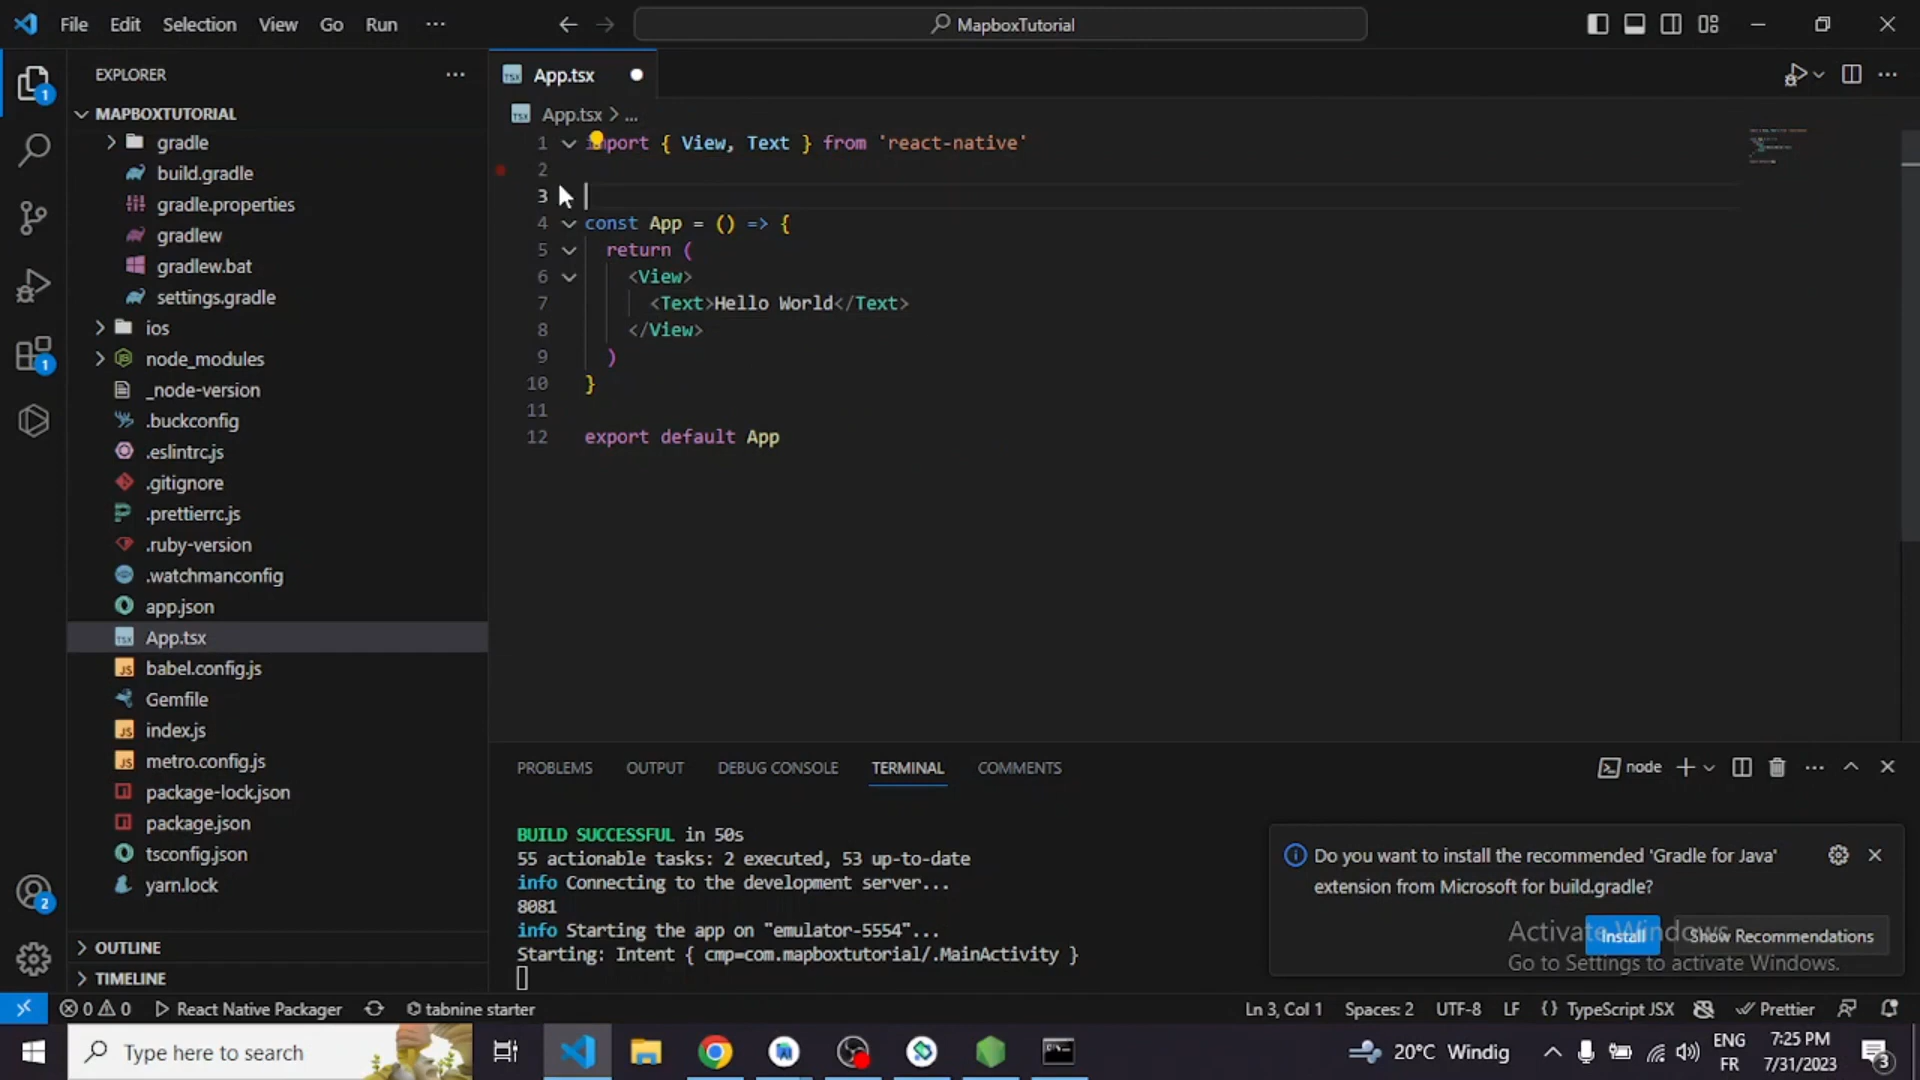 File Edit Selection View Go Run ···
MapboxTutorial
EXPLORER
MAPBOXTUTORIAL
gradle
build.gradle
gradle.properties
gradlew
gradlew.bat
settings.gradle
ios
node_modules
_node-version
.buckconfig
.eslintrc.js
.gitignore
.prettierrc.js
.ruby-version
.watchmanconfig
app.json
App.tsx
babel.config.js
Gemfile
index.js
metro.config.js
package-lock.json
package.json
tsconfig.json
yarn.lock
OUTLINE
TIMELINE
App.tsx
App.tsx > ...
1 import { View, Text } from 'react-native'
2
3
4 const App = () => {
5 return (
6 <View>
7 <Text>Hello World</Text>
8 </View>
9 )
10 }
11
12 export default App
PROBLEMS OUTPUT DEBUG CONSOLE TERMINAL COMMENTS
node
BUILD SUCCESSFUL in 50s
55 actionable tasks: 2 executed, 53 up-to-date
info Connecting to the development server...
8081
info Starting the app on "emulator-5554"...
Starting: Intent { cmp=com.mapboxtutorial/.MainActivity }
Do you want to install the recommended 'Gradle for Java'
extension from Microsoft for build.gradle?
Install Show Recommendations
Activate Windows
Go to Settings to activate Windows.
0 0 React Native Packager tabnine starter
Ln 3, Col 1 Spaces: 2 UTF-8 LF {} TypeScript JSX Prettier
Type here to search
20°C Windig
ENG
FR
7:25 PM
7/31/2023
3
1
1
2